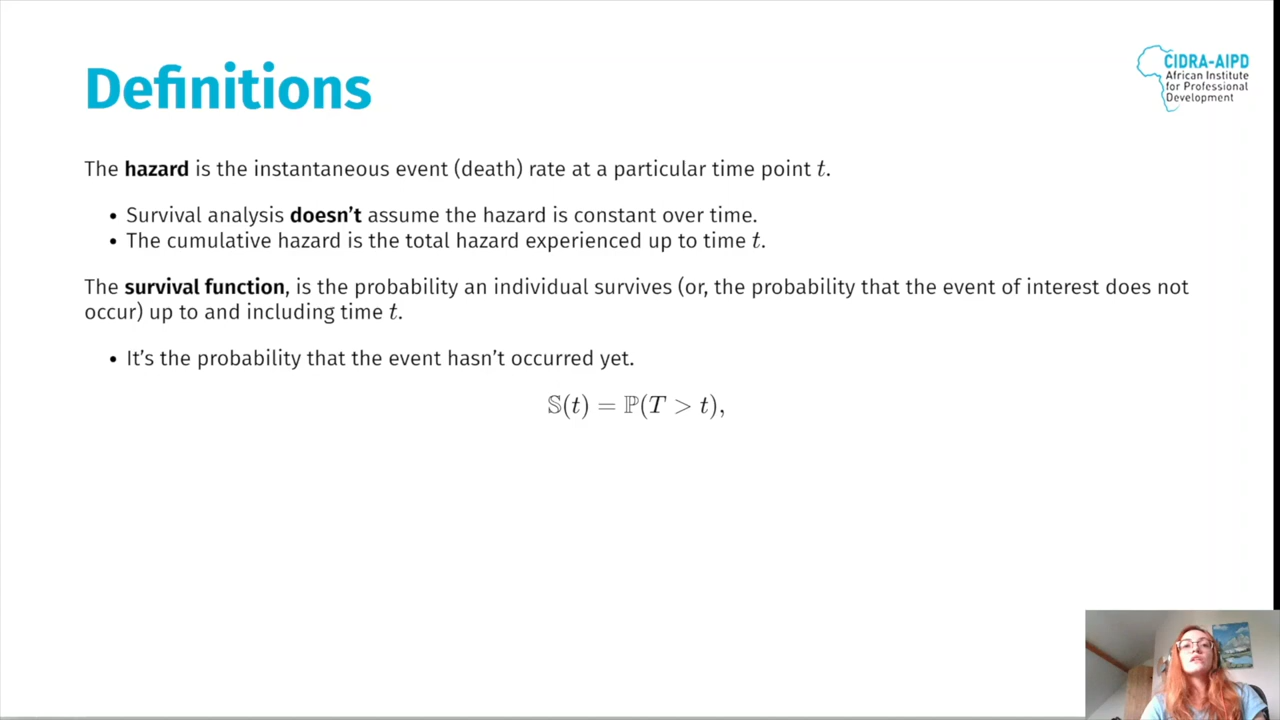 Definitions
CIDRA-AIPD
African Institute
for Professional
Development
The hazard is the instantaneous event (death) rate at a particular time point t.
• Survival analysis doesn't assume the hazard is constant over time.
• The cumulative hazard is the total hazard experienced up to time t.
The survival function, is the probability an individual survives (or, the probability that the event of interest does not
occur) up to and including time t.
• It's the probability that the event hasn't occurred yet.
𝕊(t) = ℙ(T > t),